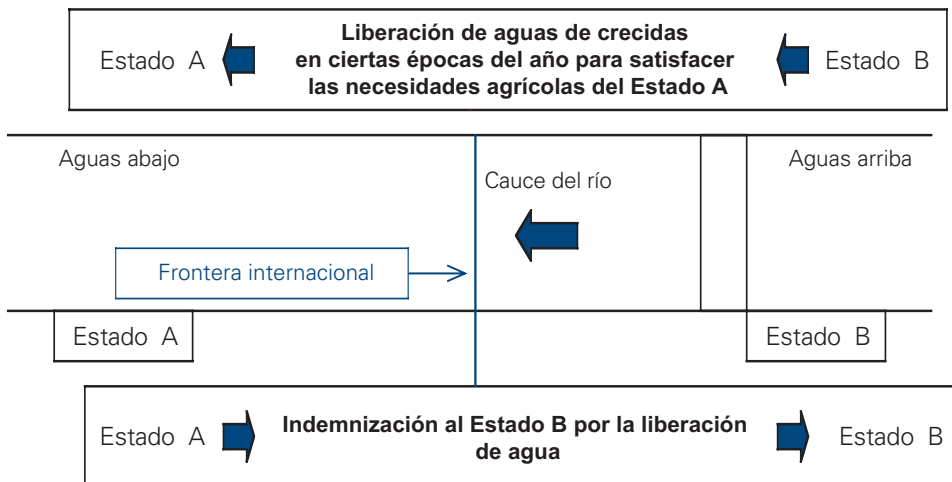 Estado A
Liberación de aguas de crecidas
en ciertas épocas del año para satisfacer
las necesidades agrícolas del Estado A
Estado B
Aguas abajo
Cauce del río
Aguas arriba
Frontera internacional
Estado A
Estado B
Estado A
Indemnización al Estado B por la liberación
de agua
Estado B